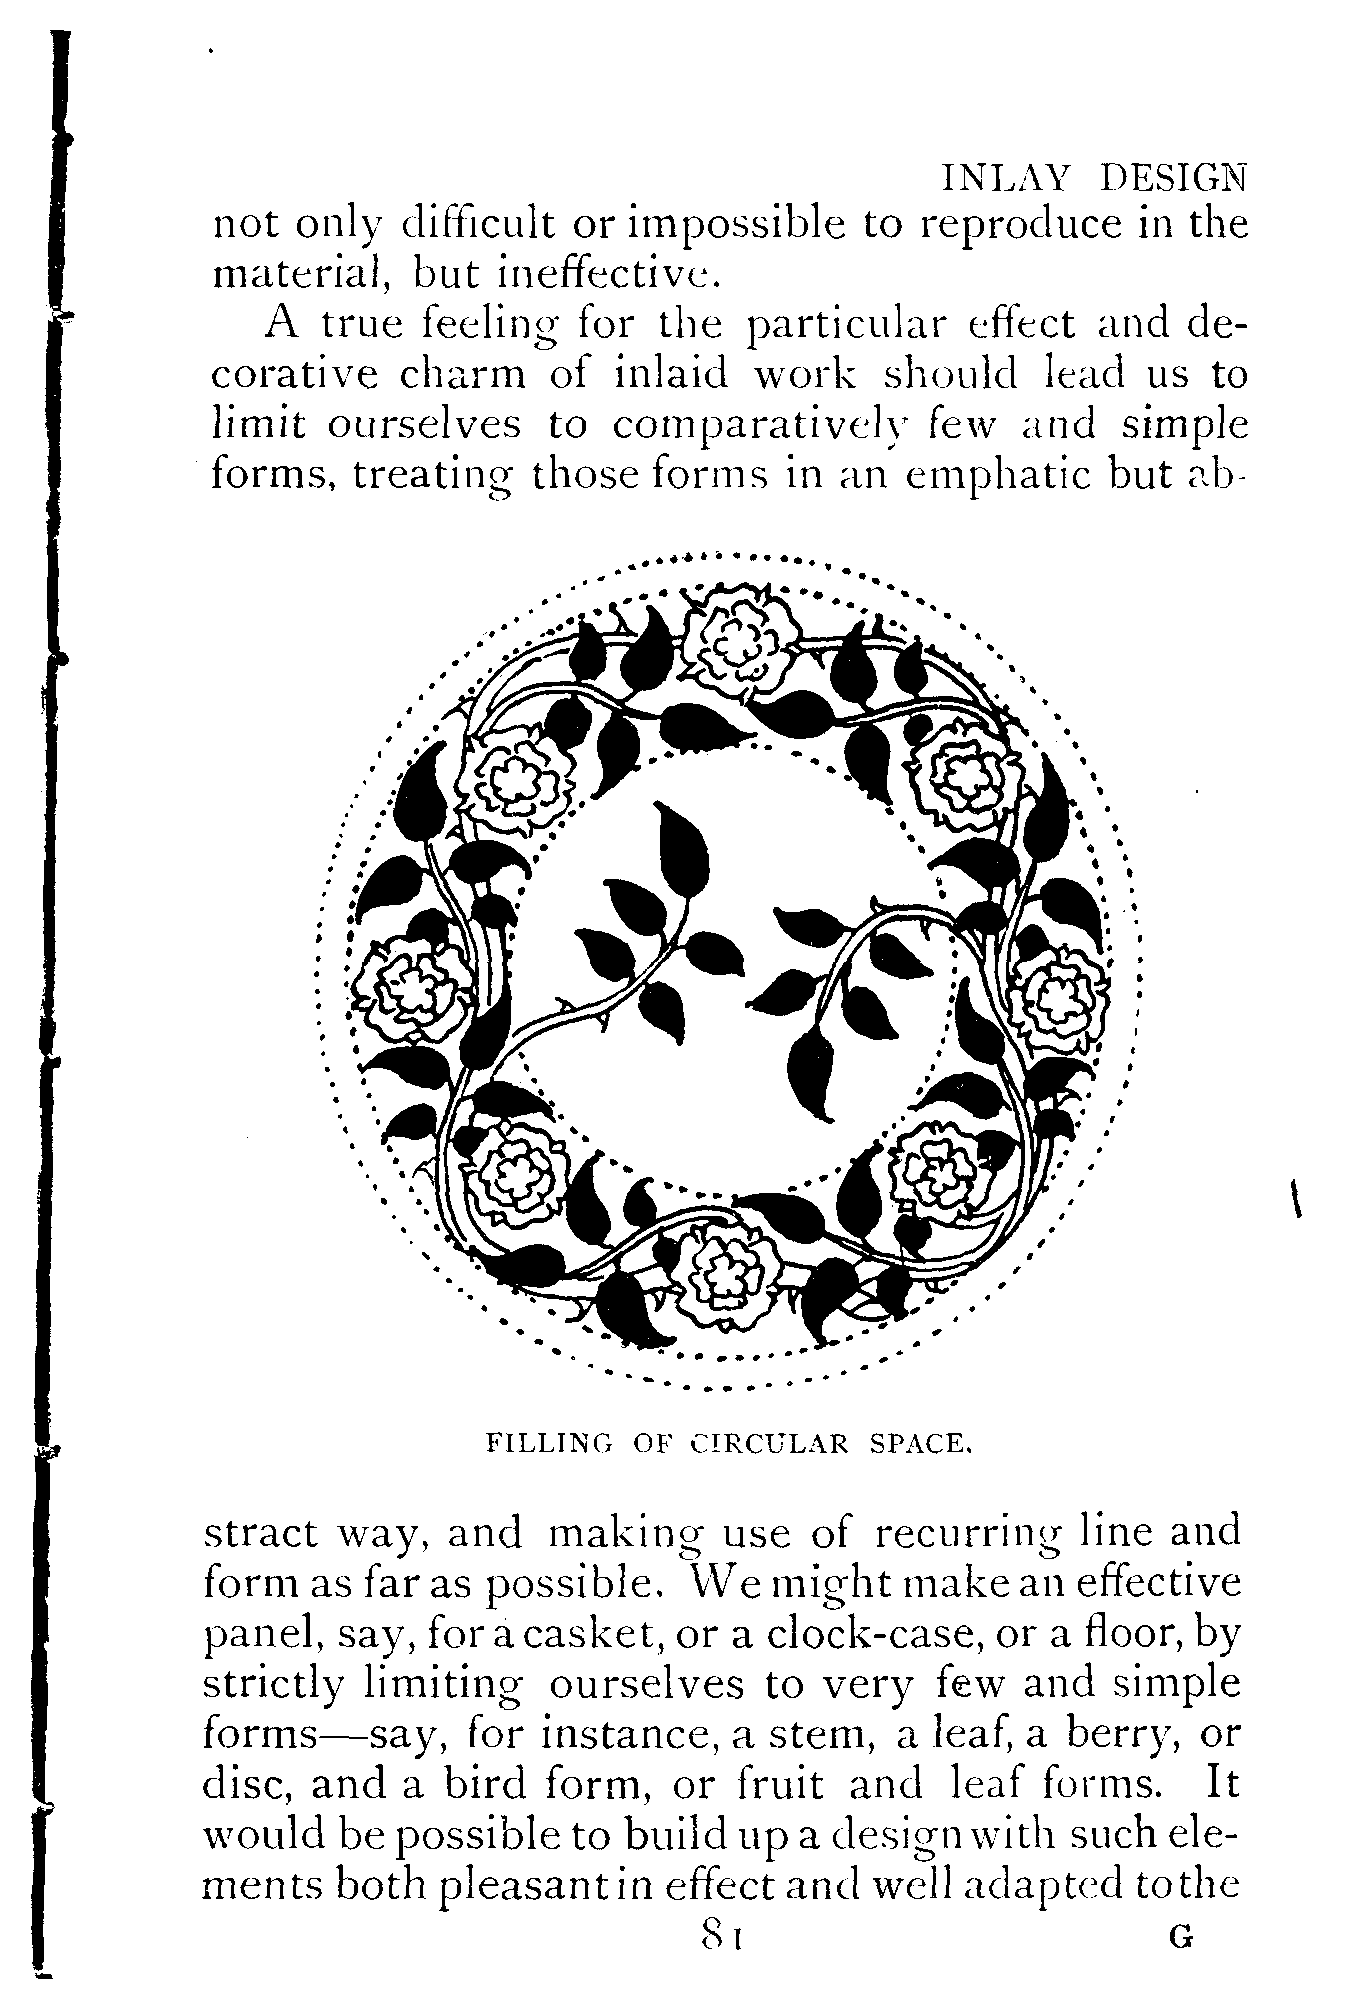 INLAY DESIGN
not only difficult or impossible to reproduce in the
material, but ineffective.
A true feeling for the particular effect and de-
corative charm of inlaid work should lead us to
limit ourselves to comparatively few and simple
forms, treating those forms in an emphatic but ab-
FILLING OF CIRCULAR SPACE.
stract way, and making use of recurring line and
form as far as possible. We might make an effective
panel, say, for a casket, or a clock-case, or a floor, by
strictly limiting ourselves to very few and simple
forms—say, for instance, a stem, a leaf, a berry, or
disc, and a bird form, or fruit and leaf forms. It
would be possible to build up a design with such ele-
ments both pleasant in effect and well adapted to the
81 G